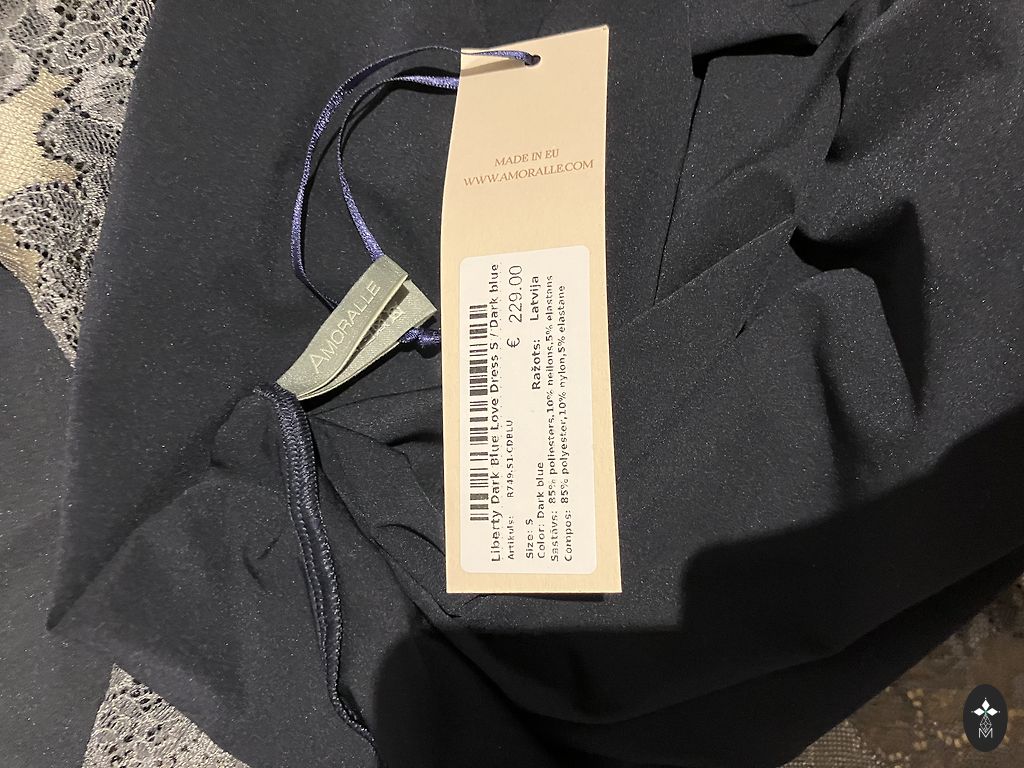 MADE IN EU
WWW.AMORALLE.COM
AMORALLE
Liberty Dark Blue Love Dress S / Dark blue
Artikuls: R749-S1-CDBLU
€ 229.00
Size: S
Ražots: Latvija
Color: Dark blue
Sastāvs: 85% poliesters,10% neilons,5% elastāns
Compos: 85% polyester,10% nylon,5% elastane
M